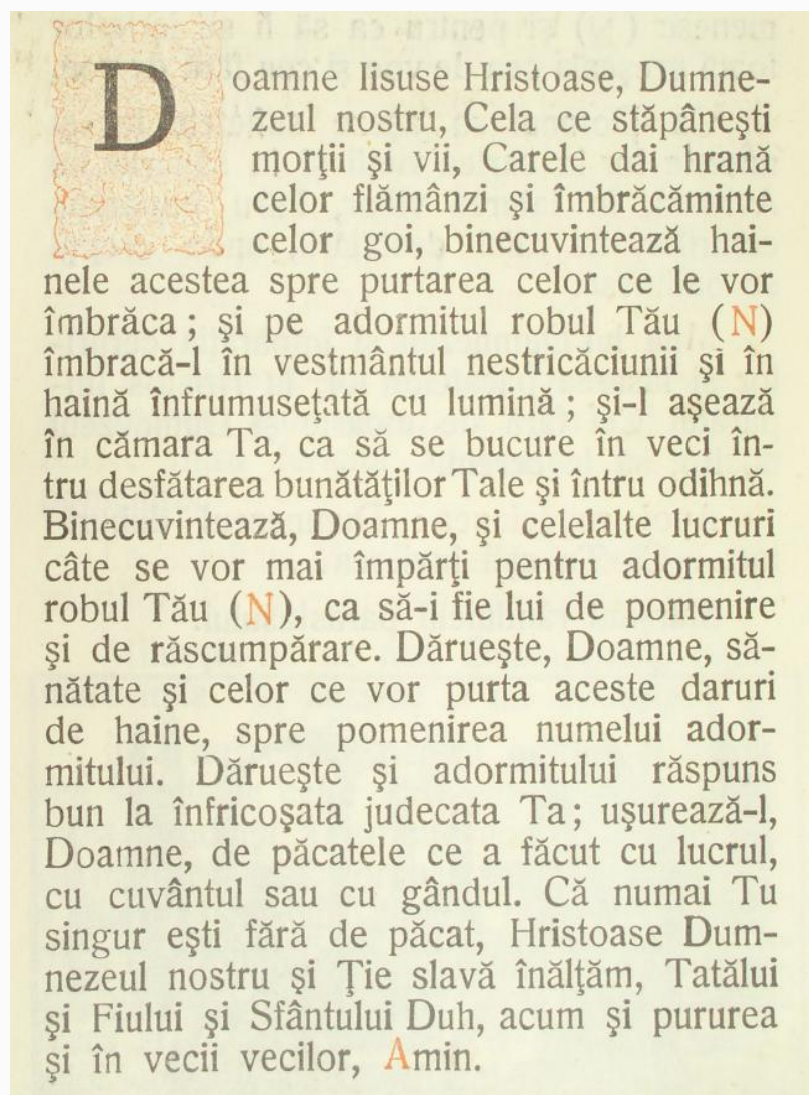 Doamne Iisuse Hristoase, Dumne-
zeul nostru, Cela ce stăpâneşti
morţii şi vii, Carele dai hrană
celor flămânzi şi îmbrăcăminte
celor goi, binecuvintează hai-
nele acestea spre purtarea celor ce le vor
îmbrăca ; şi pe adormitul robul Tău (N)
îmbracă-l în vestmântul nestricăciunii şi în
haină înfrumuseţată cu lumină ; şi-l aşează
în cămara Ta, ca să se bucure în veci în-
tru desfătarea bunătăţilor Tale şi întru odihnă.
Binecuvintează, Doamne, şi celelalte lucruri
câte se vor mai împărţi pentru adormitul
robul Tău (N), ca să-i fie lui de pomenire
şi de răscumpărare. Dărueşte, Doamne, să-
nătate şi celor ce vor purta aceste daruri
de haine, spre pomenirea numelui ador-
mitului. Dărueşte şi adormitului răspuns
bun la înfricoşata judecata Ta; uşurează-l,
Doamne, de păcatele ce a făcut cu lucrul,
cu cuvântul sau cu gândul. Că numai Tu
singur eşti fără de păcat, Hristoase Dum-
nezeul nostru şi Ţie slavă înălţăm, Tatălui
şi Fiului şi Sfântului Duh, acum şi pururea
şi în vecii vecilor, Amin.